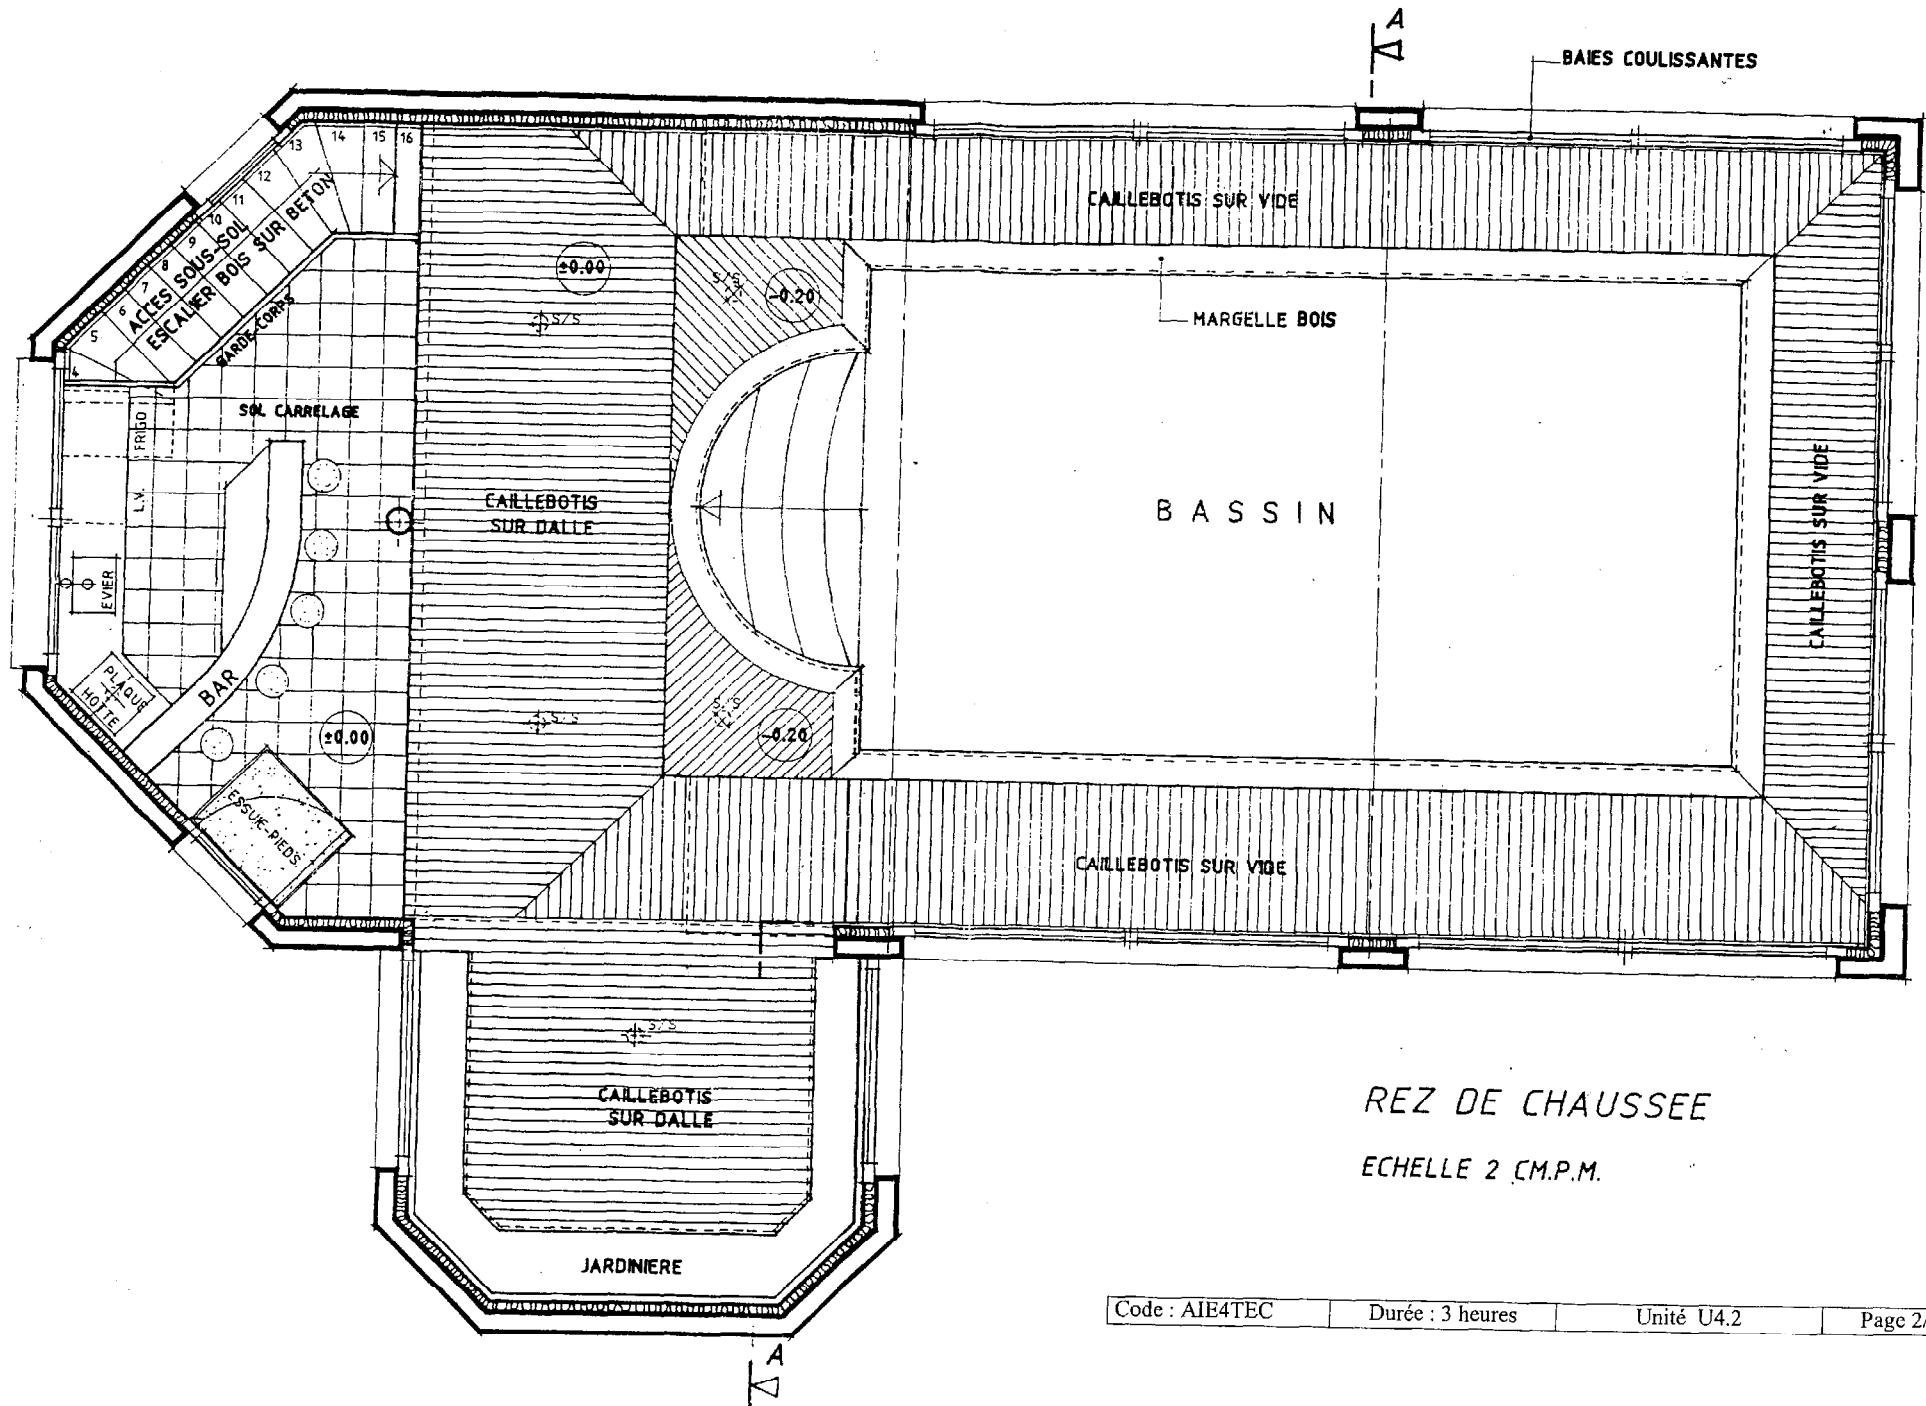 A
BAIES COULISSANTES
13
14
15
16
12
11
10
9
8
7
6
5
4
ACCES SOUS-SOL
ESCALIER BOIS SUR BETON
GARDE-CORPS
CAILLEBOTIS SUR VIDE
±0.00
S/S
S/S
-0.20
MARGELLE BOIS
SOL CARRELAGE
FRIGO
L.V.
EVIER
CAILLEBOTIS
SUR DALLE
BASSIN
CAILLEBOTIS SUR VIDE
PLAQUE
HOTTE
BAR
±0.00
S/S
S/S
-0.20
ESSUIE-PIEDS
CAILLEBOTIS SUR VIDE
S/S
CAILLEBOTIS
SUR DALLE
JARDINIERE
REZ DE CHAUSSEE
ECHELLE 2 CM.P.M.
Code : AIE4TEC
Durée : 3 heures
Unité U4.2
Page 2/
A